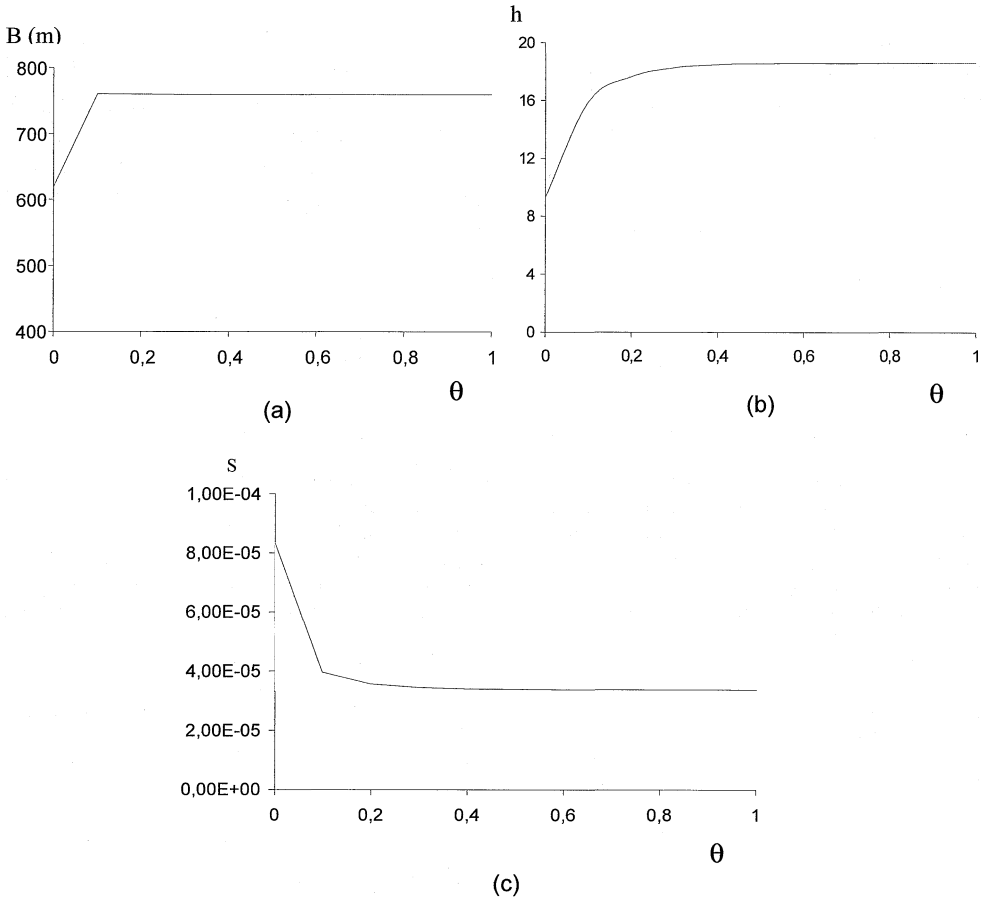 B (m)
800
700
600
500
400
0 0,2 0,4 0,6 0,8 1
θ
(a)
h
20
16
12
8
4
0
0 0,2 0,4 0,6 0,8 1
θ
(b)
s
1,00E-04
8,00E-05
6,00E-05
4,00E-05
2,00E-05
0,00E+00
0 0,2 0,4 0,6 0,8 1
θ
(c)